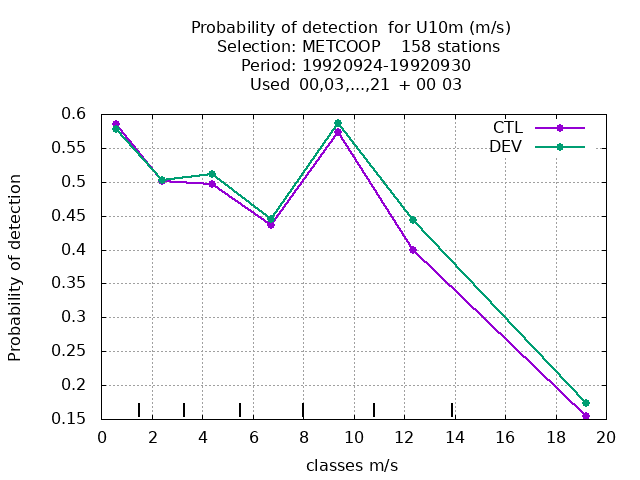 Probability of detection  for U10m (m/s)
Selection: METCOOP    158 stations
Period: 19920924-19920930
Used  00,03,...,21  + 00 03
CTL
DEV
0.6
0.55
0.5
0.45
0.4
0.35
0.3
0.25
0.2
0.15
Probability of detection
0 2 4 6 8 10 12 14 16 18 20
classes m/s